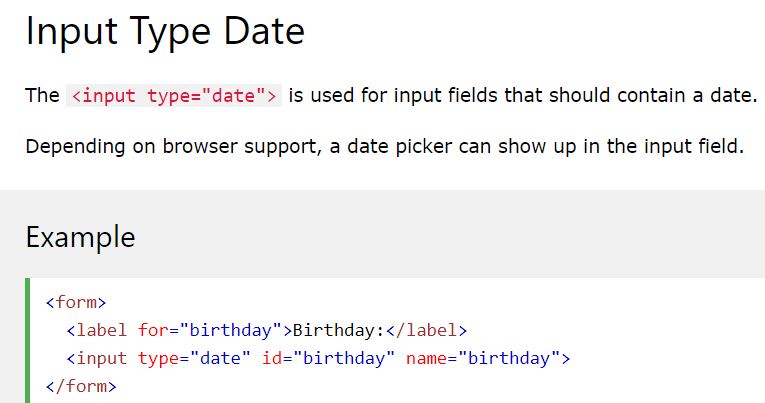 Input Type Date
The <input type="date"> is used for input fields that should contain a date.
Depending on browser support, a date picker can show up in the input field.
Example
<form>
  <label for="birthday">Birthday:</label>
  <input type="date" id="birthday" name="birthday">
</form>